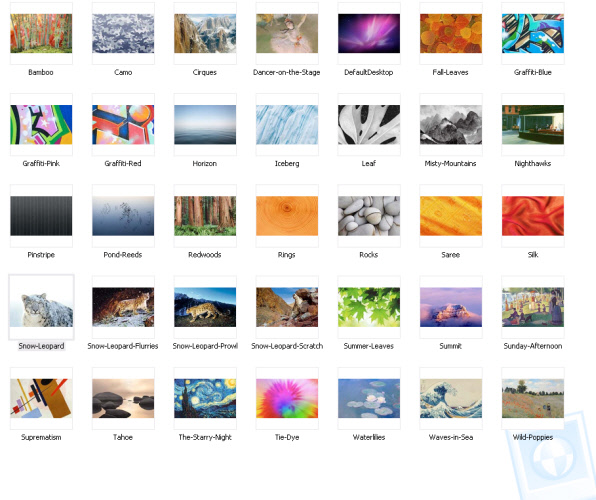 Bamboo
Camo
Cirques
Dancer-on-the-Stage
DefaultDesktop
Fall-Leaves
Graffiti-Blue
Graffiti-Pink
Graffiti-Red
Horizon
Iceberg
Leaf
Misty-Mountains
Nighthawks
Pinstripe
Pond-Reeds
Redwoods
Rings
Rocks
Saree
Silk
Snow-Leopard
Snow-Leopard-Flurries
Snow-Leopard-Prowl
Snow-Leopard-Scratch
Summer-Leaves
Summit
Sunday-Afternoon
Suprematism
Tahoe
The-Starry-Night
Tie-Dye
Waterlilies
Waves-in-Sea
Wild-Poppies